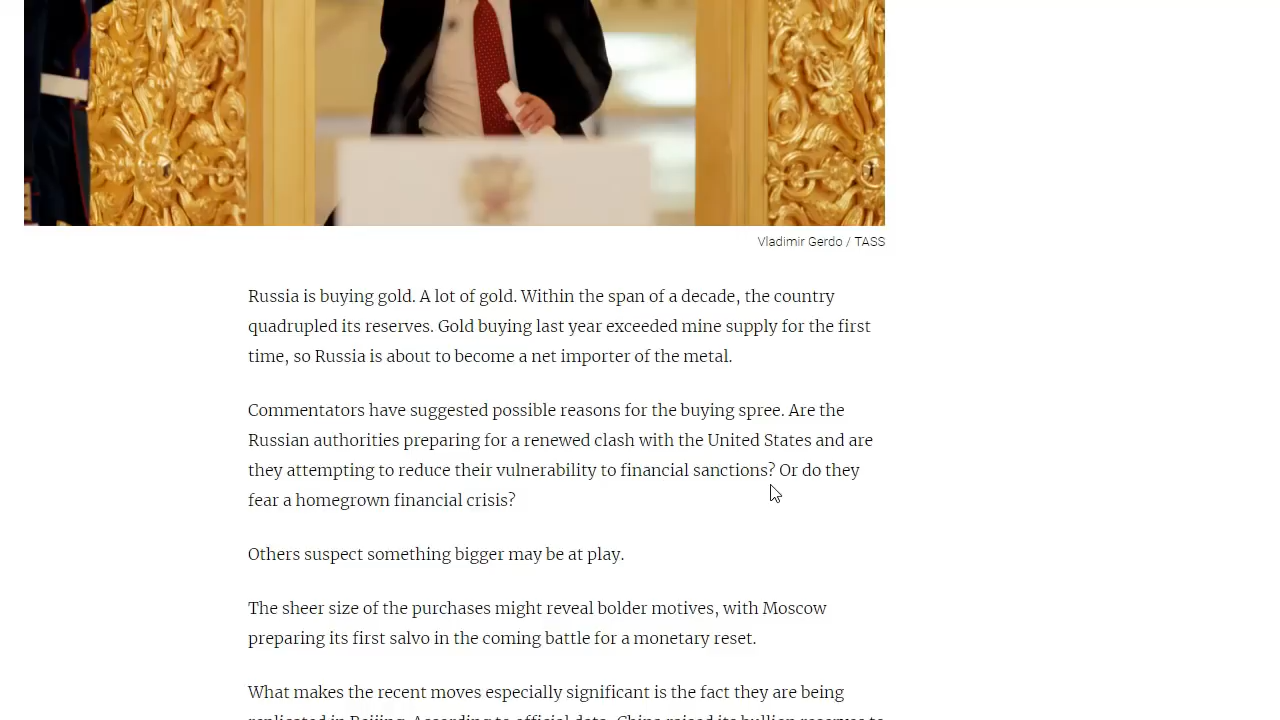 Vladimir Gerdo / TASS
Russia is buying gold. A lot of gold. Within the span of a decade, the country
quadrupled its reserves. Gold buying last year exceeded mine supply for the first
time, so Russia is about to become a net importer of the metal.
Commentators have suggested possible reasons for the buying spree. Are the
Russian authorities preparing for a renewed clash with the United States and are
they attempting to reduce their vulnerability to financial sanctions? Or do they
fear a homegrown financial crisis?
Others suspect something bigger may be at play.
The sheer size of the purchases might reveal bolder motives, with Moscow
preparing its first salvo in the coming battle for a monetary reset.
What makes the recent moves especially significant is the fact they are being
replicated in Beijing. According to official data, China raised its bullion reserves to